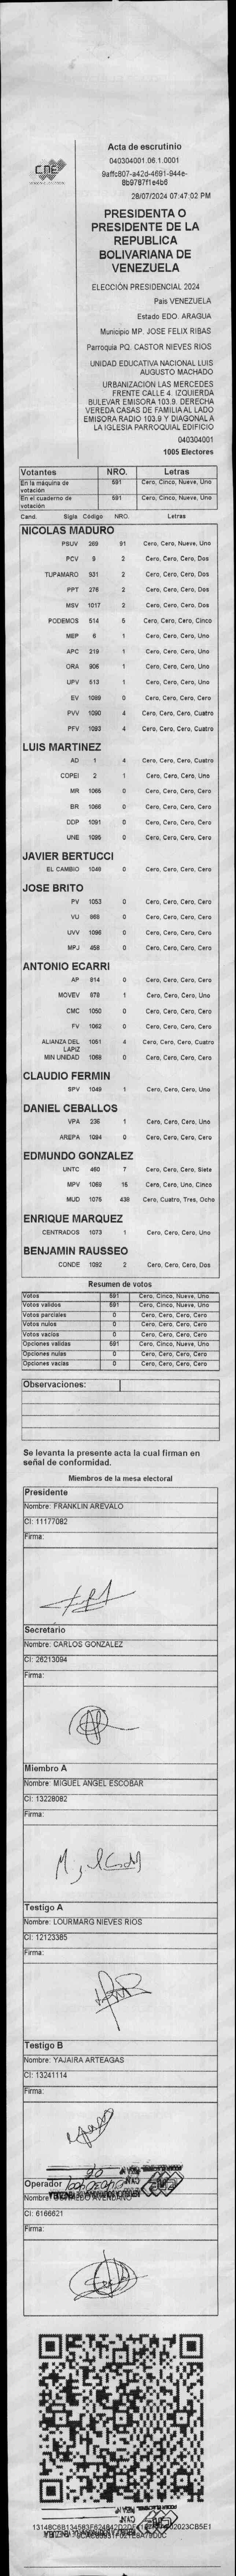 CNE
Acta de escrutinio
040304001.06.1.0001
9affc807-a42d-4691-944e-
8b9787f1e4b6
28/07/2024 07:47:02 PM
PRESIDENTA O
PRESIDENTE DE LA
REPUBLICA
BOLIVARIANA DE
VENEZUELA
ELECCIÓN PRESIDENCIAL 2024
País VENEZUELA
Estado EDO. ARAGUA
Municipio MP. JOSE FELIX RIBAS
Parroquia PQ. CASTOR NIEVES RIOS
UNIDAD EDUCATIVA NACIONAL LUIS
AUGUSTO MACHADO
URBANIZACION LAS MERCEDES
FRENTE CALLE 4. IZQUIERDA
BULEVAR EMISORA 103.9. DERECHA
VEREDA CASAS DE FAMILIA AL LADO
EMISORA RADIO 103.9 Y DIAGONAL A
LA IGLESIA PARROQUIAL EDIFICIO
040304001
1005 Electores
Votantes NRO. Letras
En la máquina de votación 591 Cero, Cinco, Nueve, Uno
En el cuaderno de votación 591 Cero, Cinco, Nueve, Uno
Cand. Sigla Código NRO. Letras
NICOLAS MADURO
PSUV 269 91 Cero, Cero, Nueve, Uno
PCV 9 2 Cero, Cero, Cero, Dos
TUPAMARO 931 2 Cero, Cero, Cero, Dos
PPT 276 2 Cero, Cero, Cero, Dos
MSV 1017 2 Cero, Cero, Cero, Dos
PODEMOS 514 5 Cero, Cero, Cero, Cinco
MEP 6 1 Cero, Cero, Cero, Uno
APC 219 1 Cero, Cero, Cero, Uno
ORA 906 1 Cero, Cero, Cero, Uno
UPV 513 1 Cero, Cero, Cero, Uno
EV 1089 0 Cero, Cero, Cero, Cero
PVV 1090 4 Cero, Cero, Cero, Cuatro
PFV 1093 4 Cero, Cero, Cero, Cuatro
LUIS MARTINEZ
AD 1 4 Cero, Cero, Cero, Cuatro
COPEI 2 1 Cero, Cero, Cero, Uno
MR 1065 0 Cero, Cero, Cero, Cero
BR 1066 0 Cero, Cero, Cero, Cero
DDP 1091 0 Cero, Cero, Cero, Cero
UNE 1095 0 Cero, Cero, Cero, Cero
JAVIER BERTUCCI
EL CAMBIO 1048 0 Cero, Cero, Cero, Cero
JOSE BRITO
PV 1053 0 Cero, Cero, Cero, Cero
VU 868 0 Cero, Cero, Cero, Cero
UVV 1096 0 Cero, Cero, Cero, Cero
MPJ 458 0 Cero, Cero, Cero, Cero
ANTONIO ECARRI
AP 814 0 Cero, Cero, Cero, Cero
MOVEV 678 1 Cero, Cero, Cero, Uno
CMC 1050 0 Cero, Cero, Cero, Cero
FV 1062 0 Cero, Cero, Cero, Cero
ALIANZA DEL LAPIZ 1051 4 Cero, Cero, Cero, Cuatro
MIN UNIDAD 1068 0 Cero, Cero, Cero, Cero
CLAUDIO FERMIN
SPV 1049 1 Cero, Cero, Cero, Uno
DANIEL CEBALLOS
VPA 236 1 Cero, Cero, Cero, Uno
AREPA 1094 0 Cero, Cero, Cero, Cero
EDMUNDO GONZALEZ
UNTC 460 7 Cero, Cero, Cero, Siete
MPV 1069 15 Cero, Cero, Uno, Cinco
MUD 1075 438 Cero, Cuatro, Tres, Ocho
ENRIQUE MARQUEZ
CENTRADOS 1073 1 Cero, Cero, Cero, Uno
BENJAMIN RAUSSEO
CONDE 1092 2 Cero, Cero, Cero, Dos
Resumen de votos
Votos 591 Cero, Cinco, Nueve, Uno
Votos validos 591 Cero, Cinco, Nueve, Uno
Votos parciales 0 Cero, Cero, Cero, Cero
Votos nulos 0 Cero, Cero, Cero, Cero
Votos vacios 0 Cero, Cero, Cero, Cero
Opciones validas 591 Cero, Cinco, Nueve, Uno
Opciones nulas 0 Cero, Cero, Cero, Cero
Opciones vacias 0 Cero, Cero, Cero, Cero
Observaciones:
Se levanta la presente acta la cual firman en
señal de conformidad.
Miembros de la mesa electoral
Presidente
Nombre: FRANKLIN AREVALO
CI: 11177082
Firma:
Secretario
Nombre: CARLOS GONZALEZ
CI: 26213094
Firma:
Miembro A
Nombre: MIGUEL ANGEL ESCOBAR
CI: 13228082
Firma:
Testigo A
Nombre: LOURMARG NIEVES RIOS
CI: 12123385
Firma:
Testigo B
Nombre: YAJAIRA ARTEAGAS
CI: 13241114
Firma:
Operador
Nombre: AVENDAÑO
CI: 6166621
Firma: